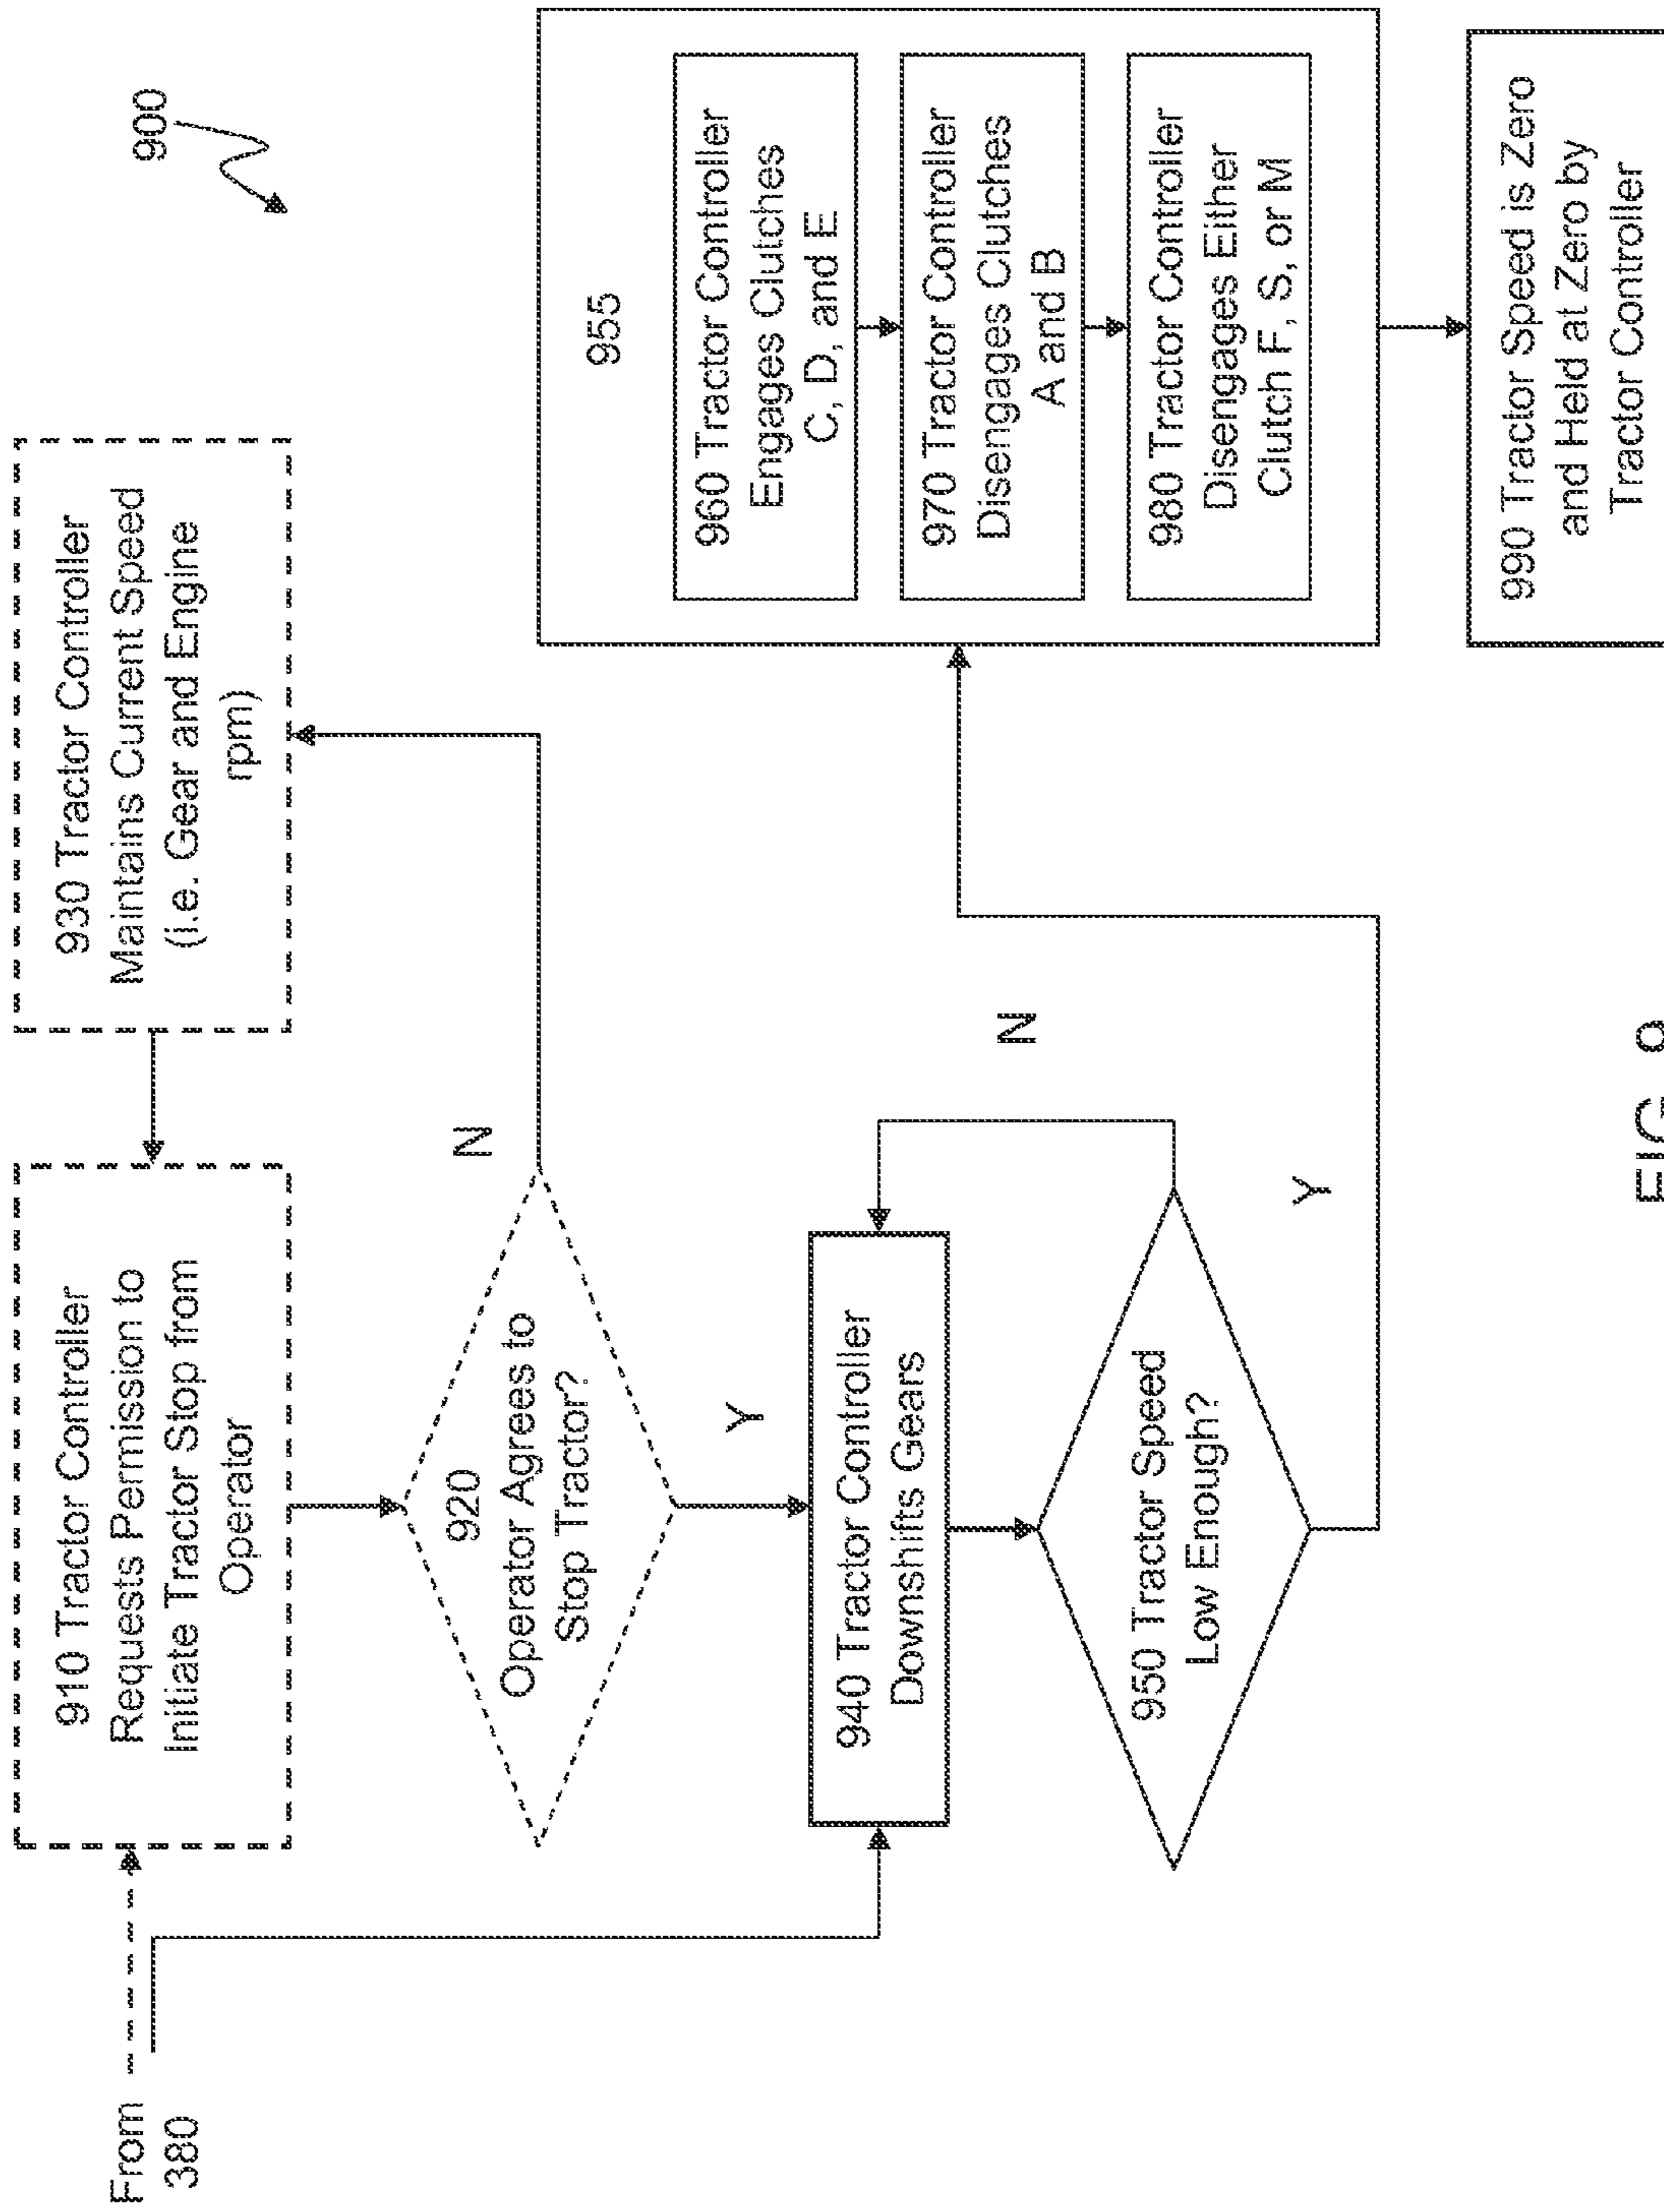 900
From
380
910 Tractor Controller
Requests Permission to
Initiate Tractor Stop from
Operator
930 Tractor Controller
Maintains Current Speed
(i.e. Gear and Engine
rpm)
920
Operator Agrees to
Stop Tractor?
N
Y
940 Tractor Controller
Downshifts Gears
950 Tractor Speed
Low Enough?
N
Y
955
960 Tractor Controller
Engages Clutches
C, D, and E
970 Tractor Controller
Disengages Clutches
A and B
980 Tractor Controller
Disengages Either
Clutch F, S, or M
990 Tractor Speed is Zero
and Held at Zero by
Tractor Controller
FIG. 9